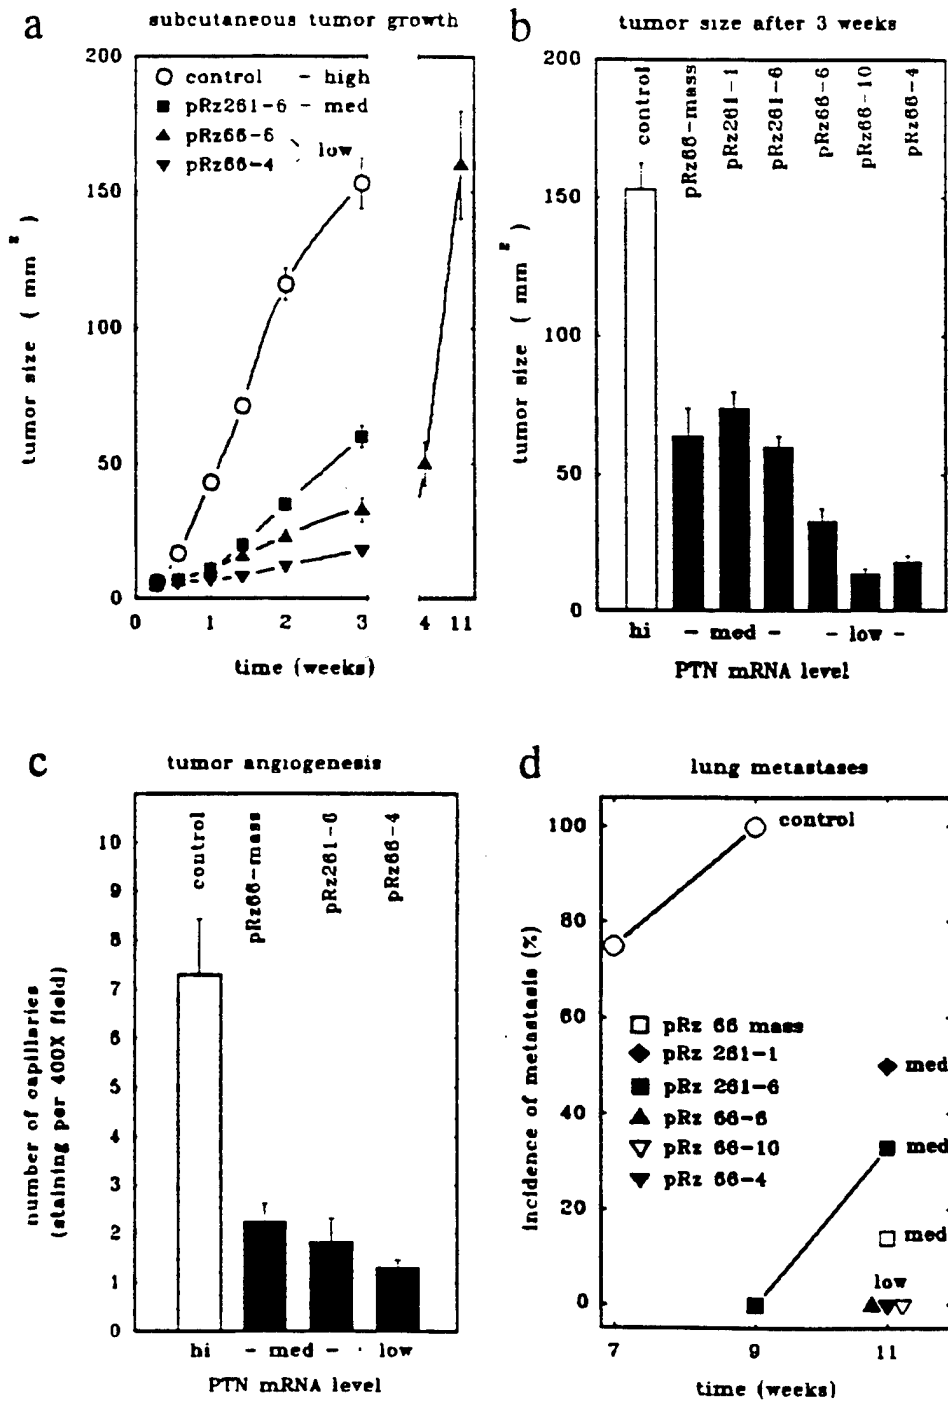 a
subcutaneous tumor growth
200
150
100
50
0
tumor size ( mm² )
control - high
pRz261-6 - med
pRz66-6
low
pRz66-4
0 1 2 3 4 11
time (weeks)
b
tumor size after 3 weeks
200
150
100
50
0
tumor size ( mm² )
control
pRz66-mass
pRz261-1
pRz261-6
pRz66-6
pRz66-10
pRz66-4
hi - med - - low -
PTN mRNA level
c
tumor angiogenesis
10
9
8
7
6
5
4
3
2
1
0
number of capillaries
(staining per 400X field)
control
pRz66-mass
pRz261-6
pRz66-4
hi - med - low
PTN mRNA level
d
lung metastases
100
80
60
40
20
0
incidence of metastasis (%)
control
pRz 66 mass
pRz 261-1
pRz 261-6
pRz 66-6
pRz 66-10
pRz 66-4
med
med
med
low
7 9 11
time (weeks)